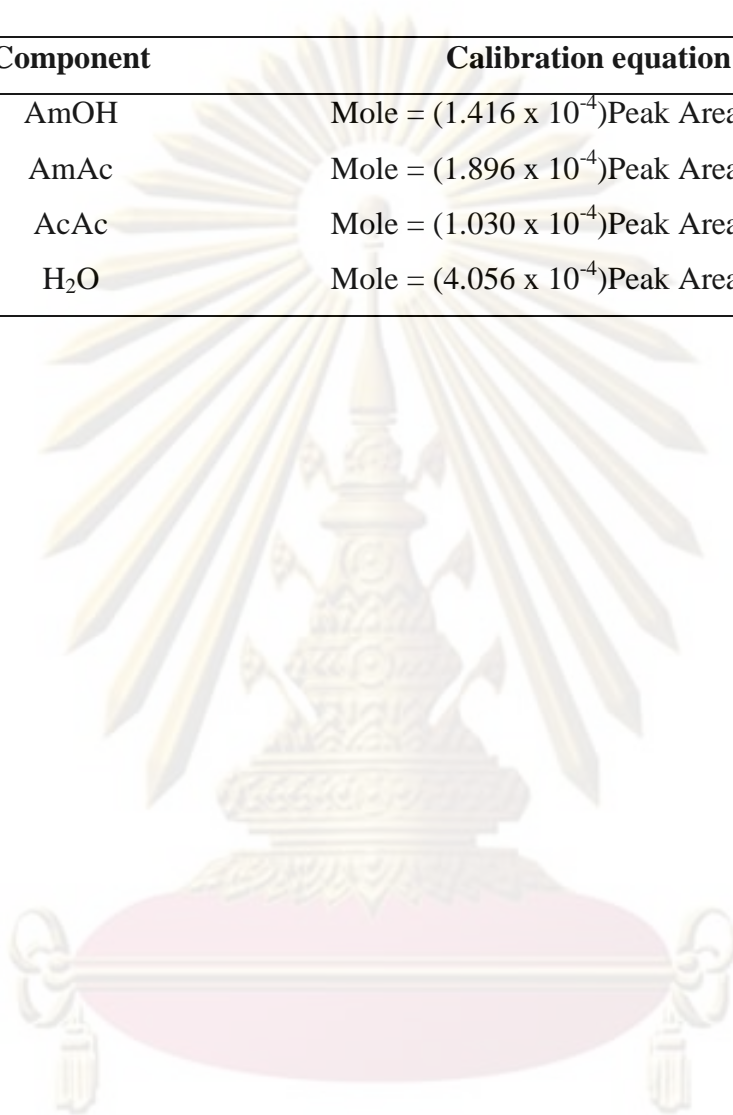 Component Calibration equation
AmOH Mole = (1.416 x 10⁻⁴)Peak Area
AmAc Mole = (1.896 x 10⁻⁴)Peak Area
AcAc Mole = (1.030 x 10⁻⁴)Peak Area
H₂O Mole = (4.056 x 10⁻⁴)Peak Area